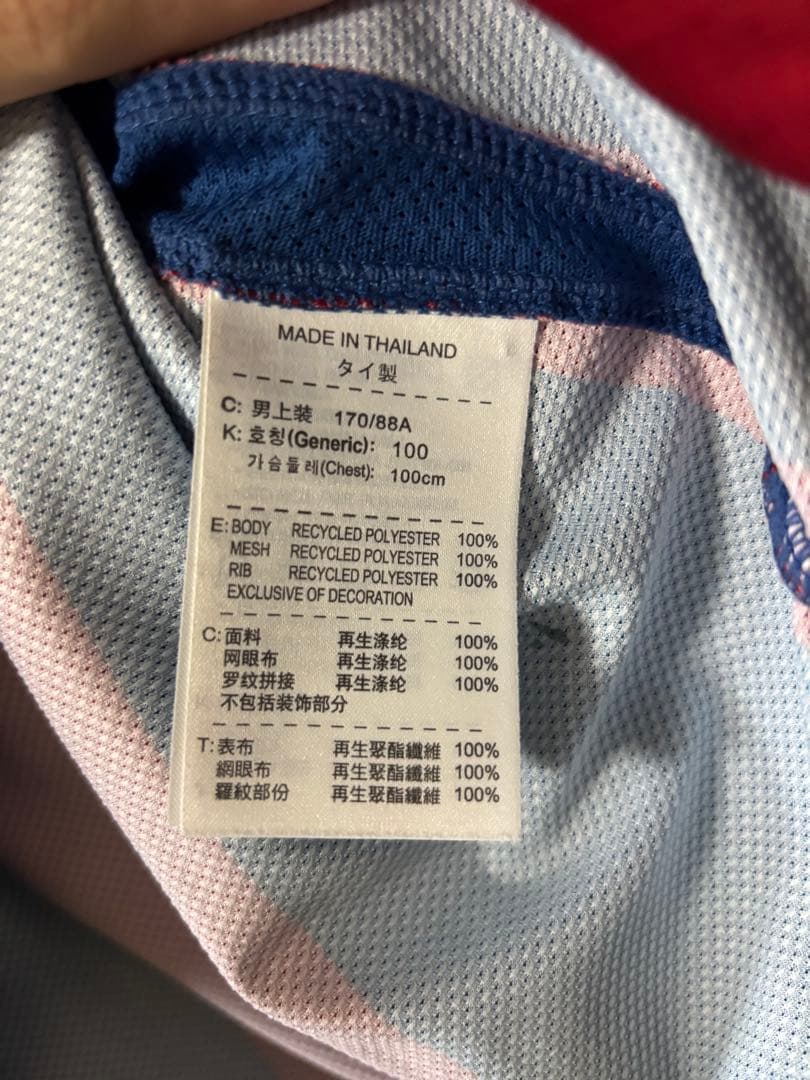 MADE IN THAILAND
タイ製
C: 男上装 170/88A
K: 호칭(Generic): 100
가슴둘레(Chest): 100cm
E: BODY RECYCLED POLYESTER 100%
MESH RECYCLED POLYESTER 100%
RIB RECYCLED POLYESTER 100%
EXCLUSIVE OF DECORATION
C: 面料 再生涤纶 100%
网眼布 再生涤纶 100%
罗纹拼接 再生涤纶 100%
不包括装饰部分
T: 表布 再生聚酯纖維 100%
網眼布 再生聚酯纖維 100%
羅紋部份 再生聚酯纖維 100%